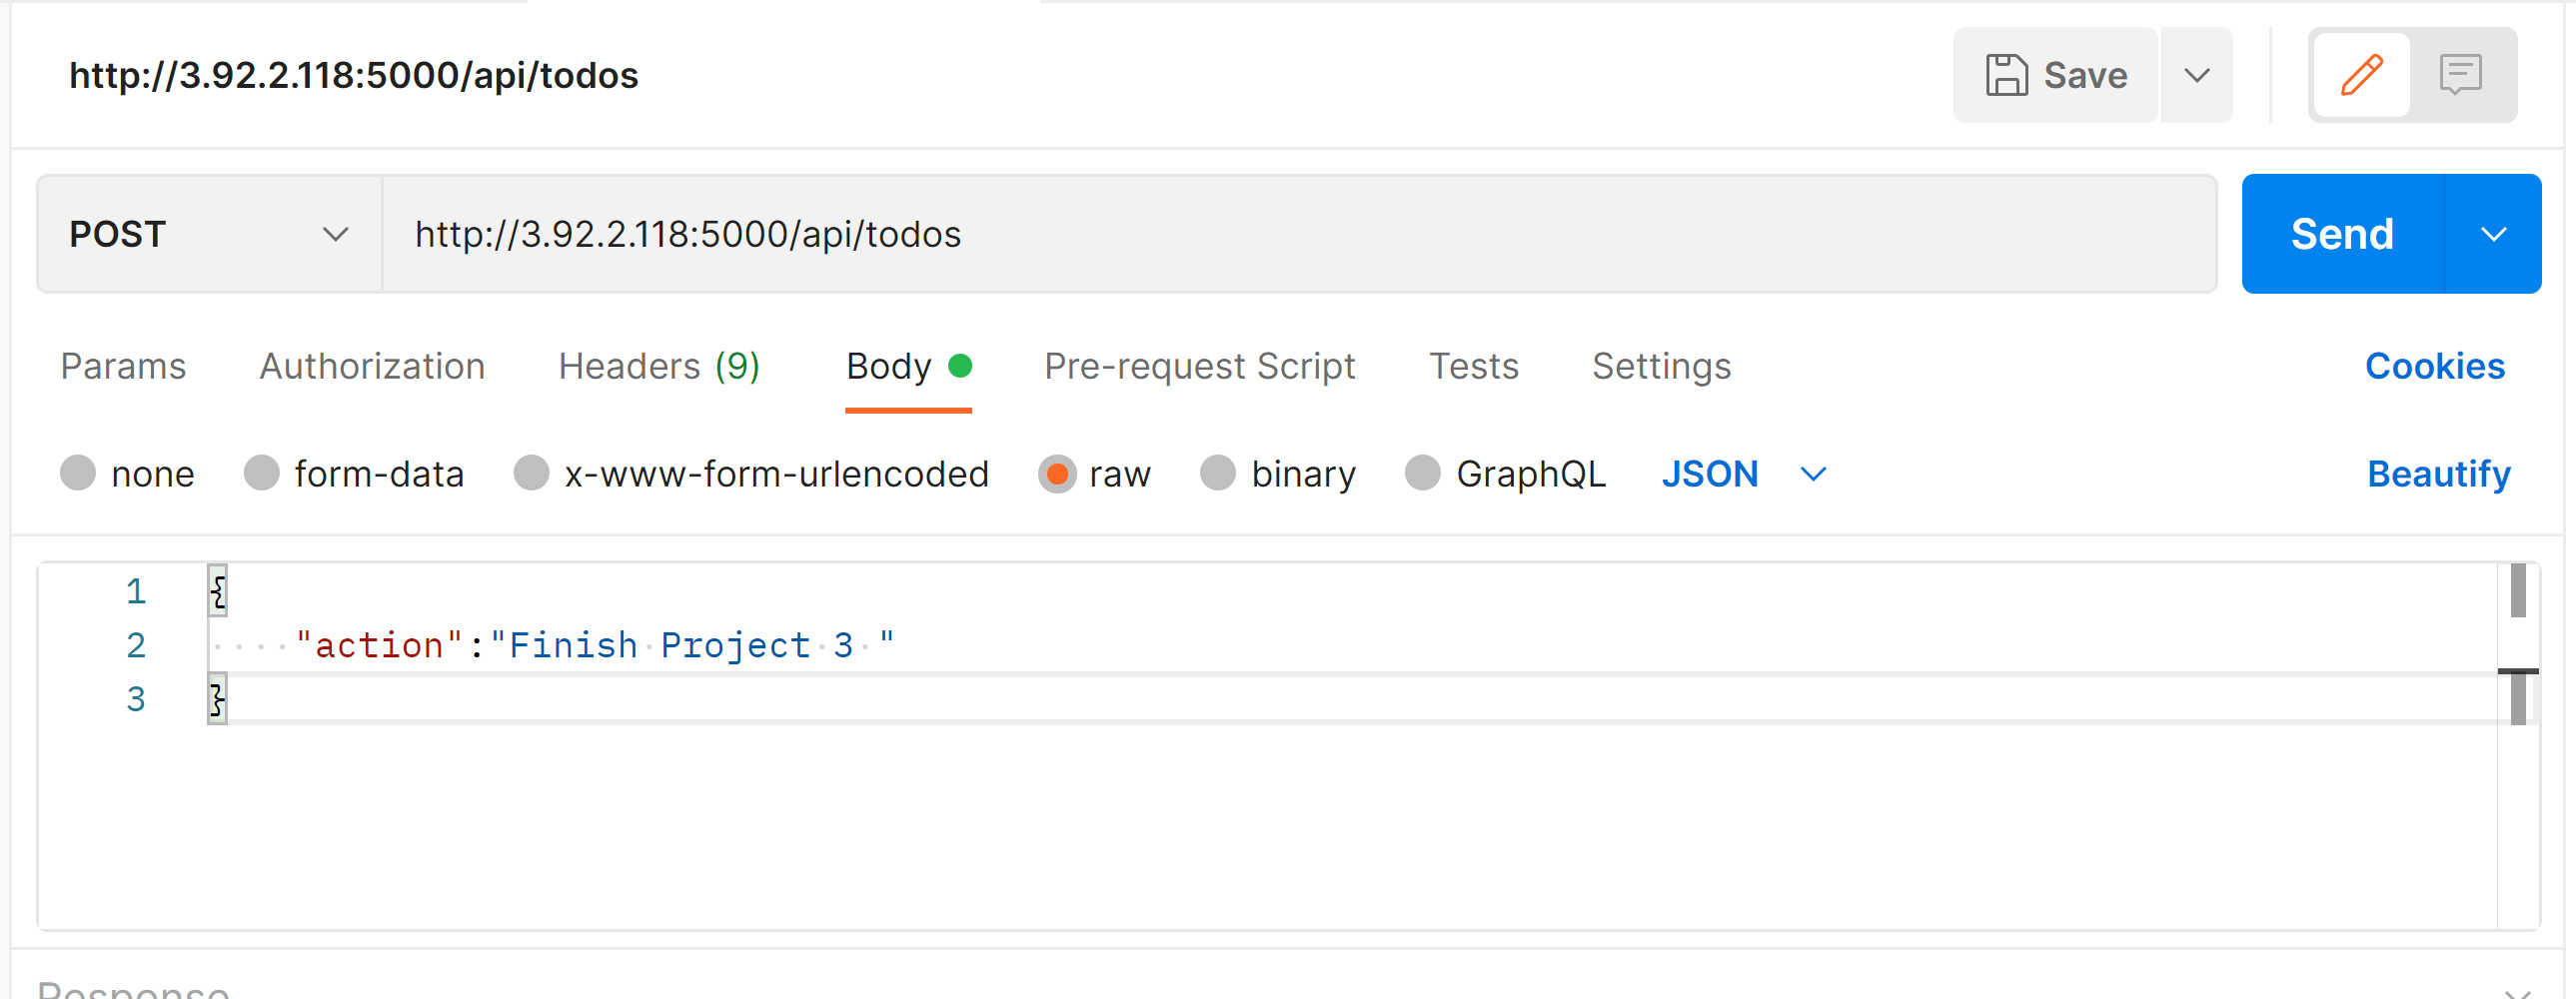 http://3.92.2.118:5000/api/todos
Save
POST
http://3.92.2.118:5000/api/todos
Send
Params Authorization Headers (9) Body Pre-request Script Tests Settings Cookies
none form-data x-www-form-urlencoded raw binary GraphQL JSON Beautify
1 {
2 "action":"Finish Project 3 "
3 }
Response